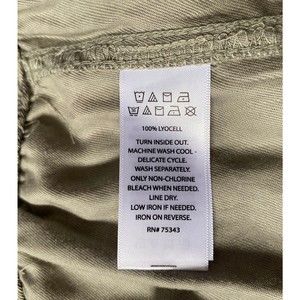 100% LYOCELL
TURN INSIDE OUT.
MACHINE WASH COOL -
DELICATE CYCLE.
WASH SEPARATELY.
ONLY NON-CHLORINE
BLEACH WHEN NEEDED.
LINE DRY.
LOW IRON IF NEEDED.
IRON ON REVERSE.
RN# 75343